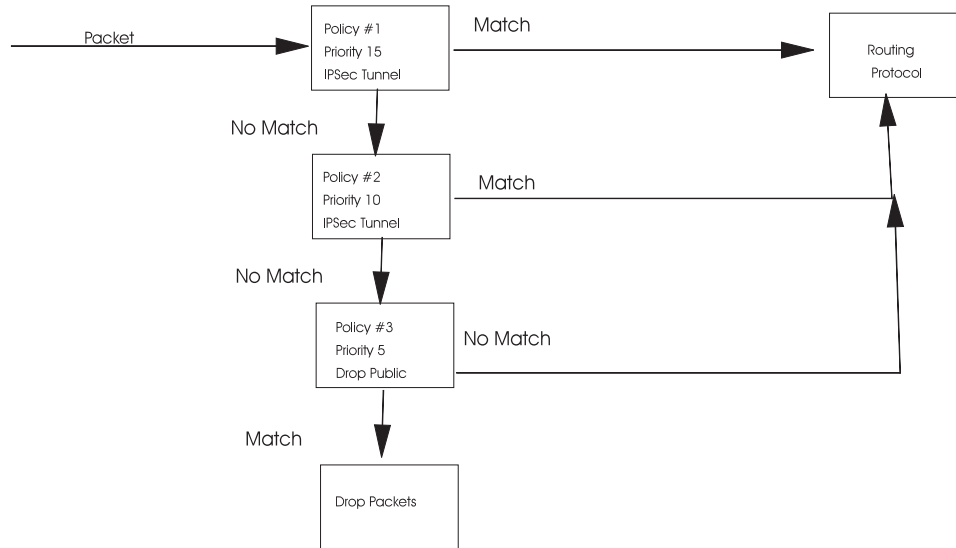 Packet
Policy #1
Priority 15
IPSec Tunnel
Match
Routing
Protocol
No Match
Policy #2
Priority 10
IPSec Tunnel
Match
No Match
Policy #3
Priority 5
Drop Public
No Match
Match
Drop Packets